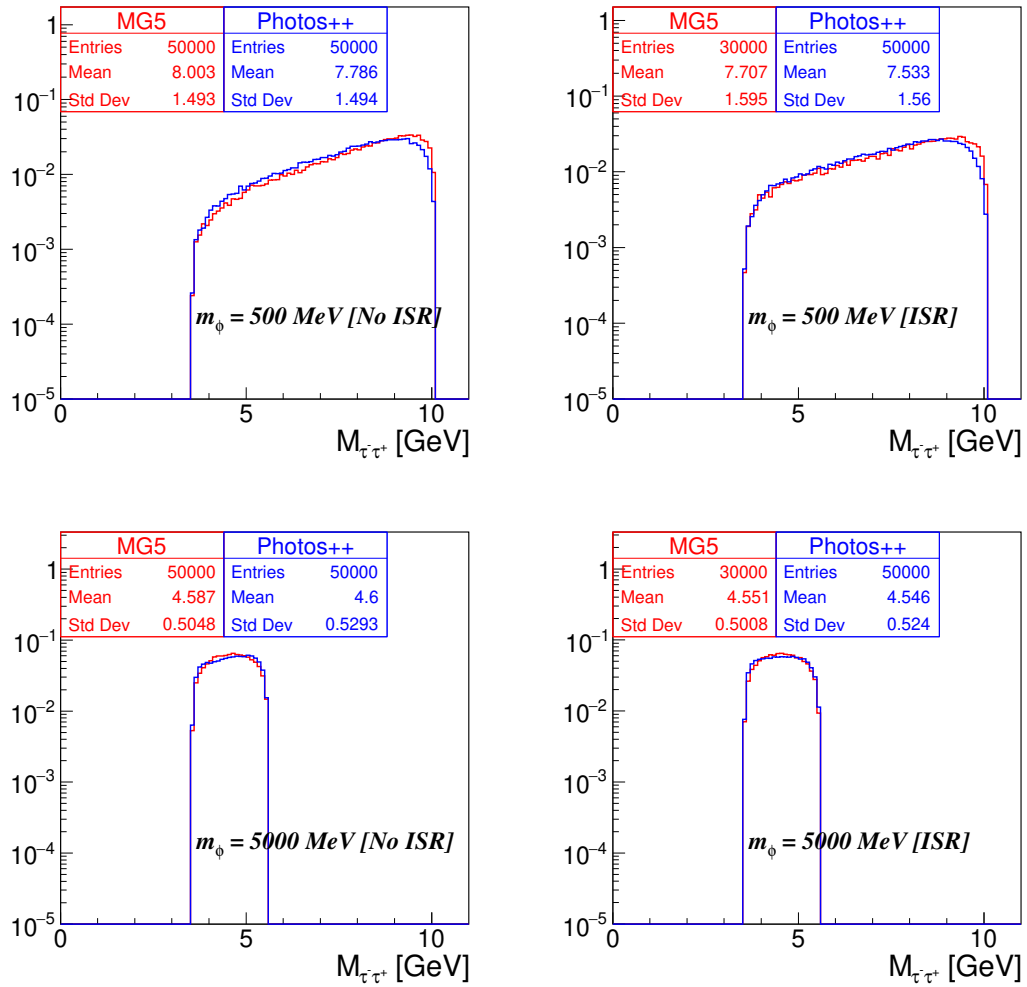 MG5 Photos++
Entries 50000 Entries 50000
Mean 8.003 Mean 7.786
Std Dev 1.493 Std Dev 1.494
1
10⁻¹
10⁻²
10⁻³
10⁻⁴
10⁻⁵
m_ϕ = 500 MeV [No ISR]
0 5 10
M_τ⁻τ⁺ [GeV]
MG5 Photos++
Entries 30000 Entries 50000
Mean 7.707 Mean 7.533
Std Dev 1.595 Std Dev 1.56
1
10⁻¹
10⁻²
10⁻³
10⁻⁴
10⁻⁵
m_ϕ = 500 MeV [ISR]
0 5 10
M_τ⁻τ⁺ [GeV]
MG5 Photos++
Entries 50000 Entries 50000
Mean 4.587 Mean 4.6
Std Dev 0.5048 Std Dev 0.5293
1
10⁻¹
10⁻²
10⁻³
10⁻⁴
10⁻⁵
m_ϕ = 5000 MeV [No ISR]
0 5 10
M_τ⁻τ⁺ [GeV]
MG5 Photos++
Entries 30000 Entries 50000
Mean 4.551 Mean 4.546
Std Dev 0.5008 Std Dev 0.524
1
10⁻¹
10⁻²
10⁻³
10⁻⁴
10⁻⁵
m_ϕ = 5000 MeV [ISR]
0 5 10
M_τ⁻τ⁺ [GeV]